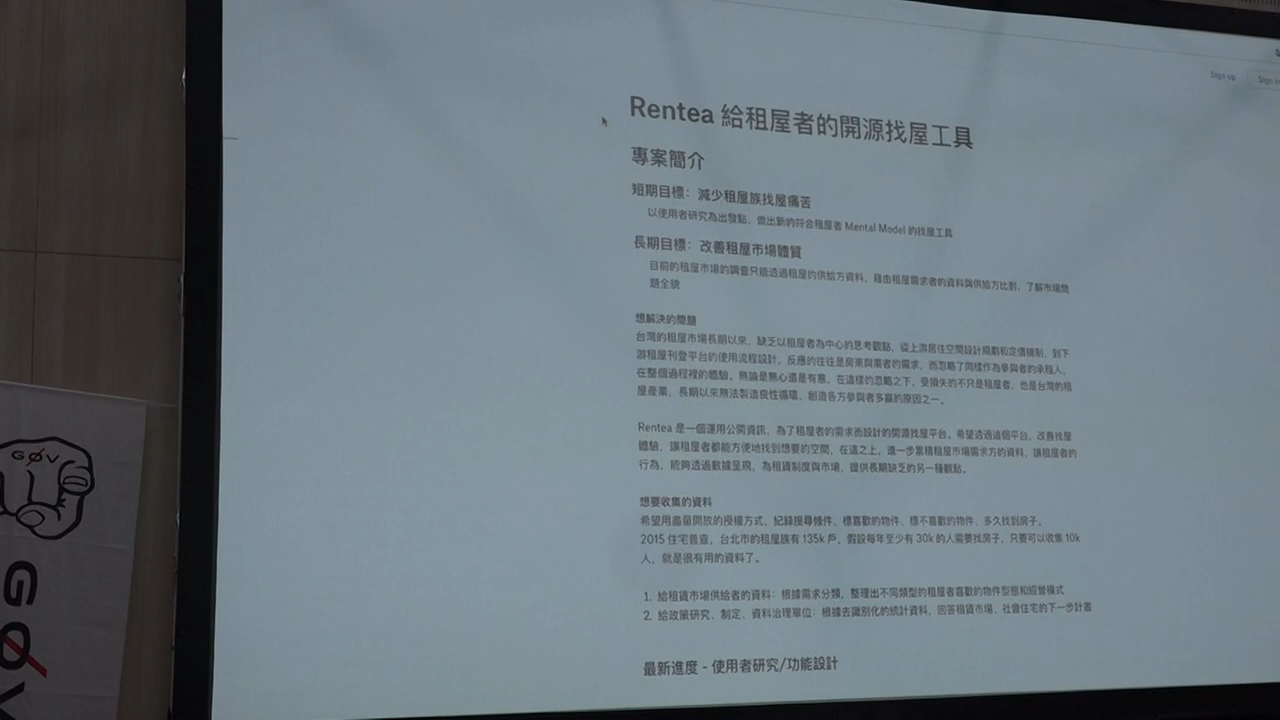 Sign up
Rentea 給租屋者的開源找屋工具
專案簡介
短期目標：減少租屋族找屋痛苦
以使用者研究為出發點，做出新的符合租屋者 Mental Model 的找屋工具
長期目標：改善租屋市場體質
目前的租屋市場的調查只能透過租屋的供給方資料，藉由租屋需求者的資料與供給方比對，了解市場問
題全貌
想解決的問題
台灣的租屋市場長期以來，缺乏以租屋者為中心的思考觀點，從上游居住空間設計規劃和定價機制，到下
游租屋刊登平台的使用流程設計，反應的往往是房東與業者的需求，而忽略了同樣作為參與者的承租人，
在整個過程裡的體驗，無論是無心還是有意，在這樣的忽略之下，受損失的不只是租屋者，也是台灣的租
屋產業，長期以來無法製造良性循環，創造各方參與者多贏的原因之一。
Rentea 是一個運用公開資訊，為了租屋者的需求而設計的開源找屋平台。希望透過這個平台，改善找屋
體驗，讓租屋者都能方便地找到想要的空間，在這之上，進一步累積租屋市場需求方的資料，讓租屋者的
行為，能夠透過數據呈現，為租賃制度與市場，提供長期缺乏的另一種觀點。
想要收集的資料
希望用盡量開放的授權方式，紀錄搜尋條件、標喜歡的物件、標不喜歡的物件、多久找到房子。
2015 住宅普查，台北市的租屋族有 135k 戶，假設每年至少有 30k 的人需要找房子，只要可以收集 10k
人，就是很有用的資料了。
1. 給租賃市場供給者的資料：根據需求分類，整理出不同類型的租屋者喜歡的物件型態和經營模式
2. 給政策研究、制定、資料治理單位：根據去識別化的統計資料，回答租賃市場、社會住宅的下一步計畫
最新進度 - 使用者研究/功能設計
GØV
GØV